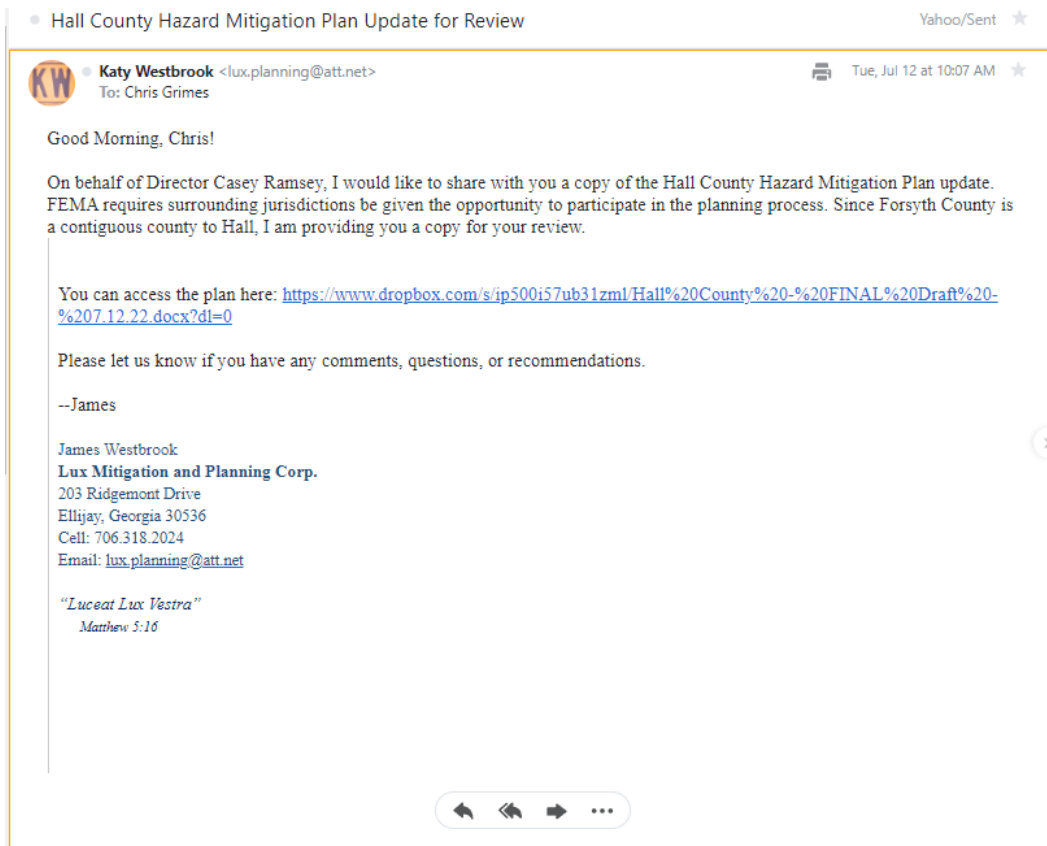 Hall County Hazard Mitigation Plan Update for Review
Yahoo/Sent
KW
Katy Westbrook <lux.planning@att.net>
Tue, Jul 12 at 10:07 AM
To: Chris Grimes
Good Morning, Chris!
On behalf of Director Casey Ramsey, I would like to share with you a copy of the Hall County Hazard Mitigation Plan update.
FEMA requires surrounding jurisdictions be given the opportunity to participate in the planning process. Since Forsyth County is
a contiguous county to Hall, I am providing you a copy for your review.
You can access the plan here: https://www.dropbox.com/s/ip500i57ub31zml/Hall%20County%20-%20FINAL%20Draft%20-
%207.12.22.docx?dl=0
Please let us know if you have any comments, questions, or recommendations.
--James
James Westbrook
Lux Mitigation and Planning Corp.
203 Ridgemont Drive
Ellijay, Georgia 30536
Cell: 706.318.2024
Email: lux.planning@att.net
“Luceat Lux Vestra”
Matthew 5:16